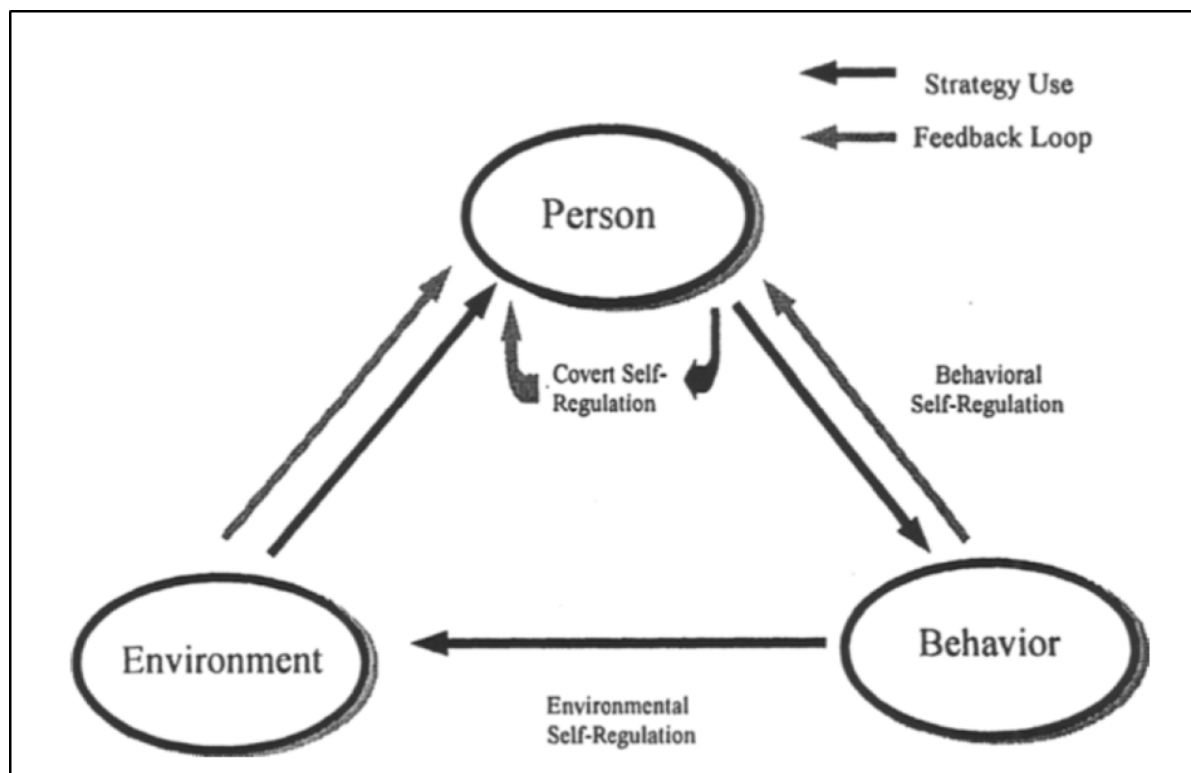 Strategy Use
Feedback Loop
Person
Covert Self-
Regulation
Behavioral
Self-Regulation
Environment
Behavior
Environmental
Self-Regulation